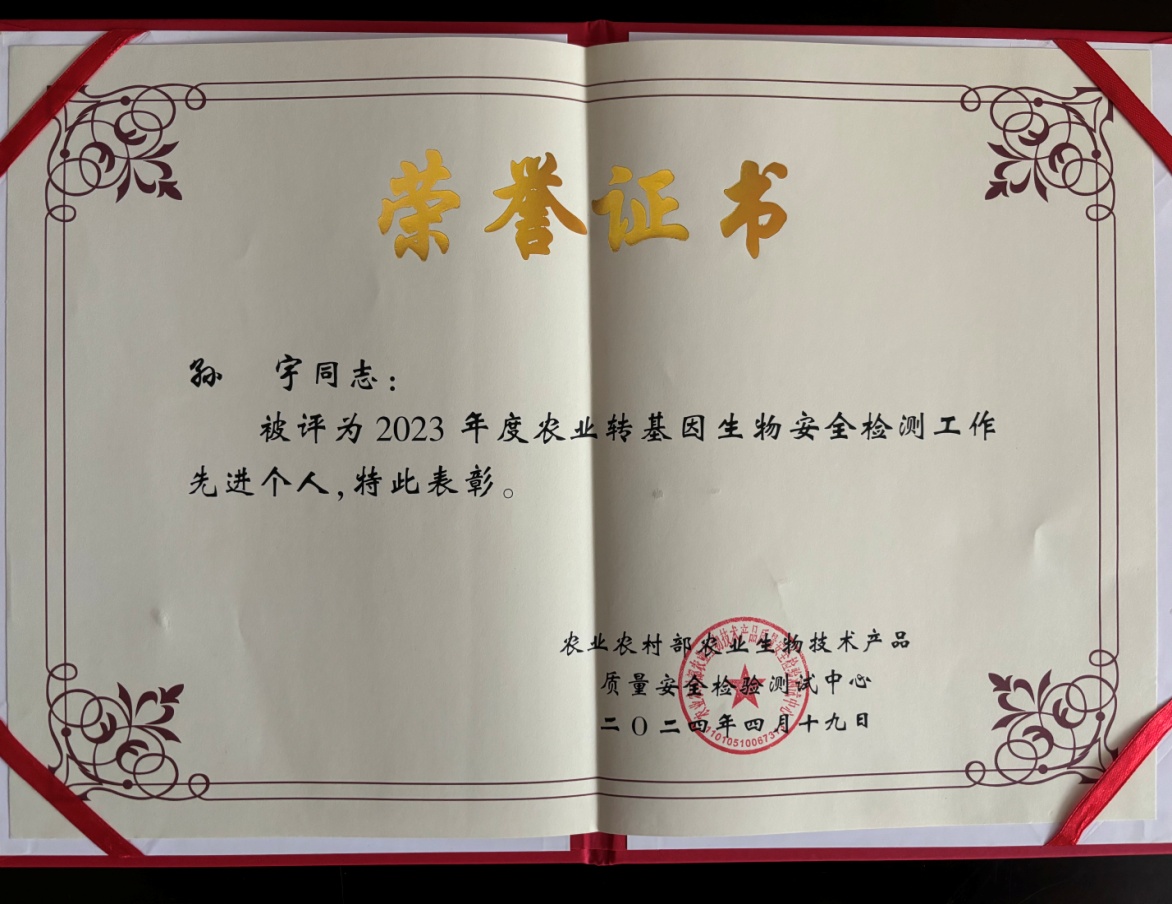 荣誉证书
孙 宇同志：
被评为2023年度农业转基因生物安全检测工作
先进个人，特此表彰。
农业农村部农业生物技术产品
质量安全检验测试中心
二〇二四年四月十九日